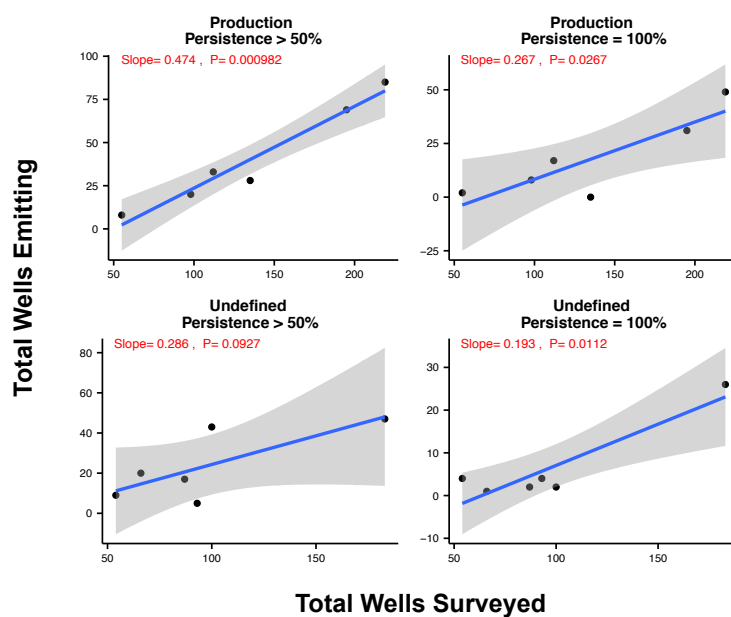 Production
Persistence > 50%
Slope= 0.474 , P= 0.000982
100
75
50
25
0
50
100
150
200
Production
Persistence = 100%
Slope= 0.267 , P= 0.0267
50
25
0
−25
50
100
150
200
Undefined
Persistence > 50%
Slope= 0.286 , P= 0.0927
80
60
40
20
0
50
100
150
Undefined
Persistence = 100%
Slope= 0.193 , P= 0.0112
30
20
10
0
−10
50
100
150
Total Wells Emitting
Total Wells Surveyed